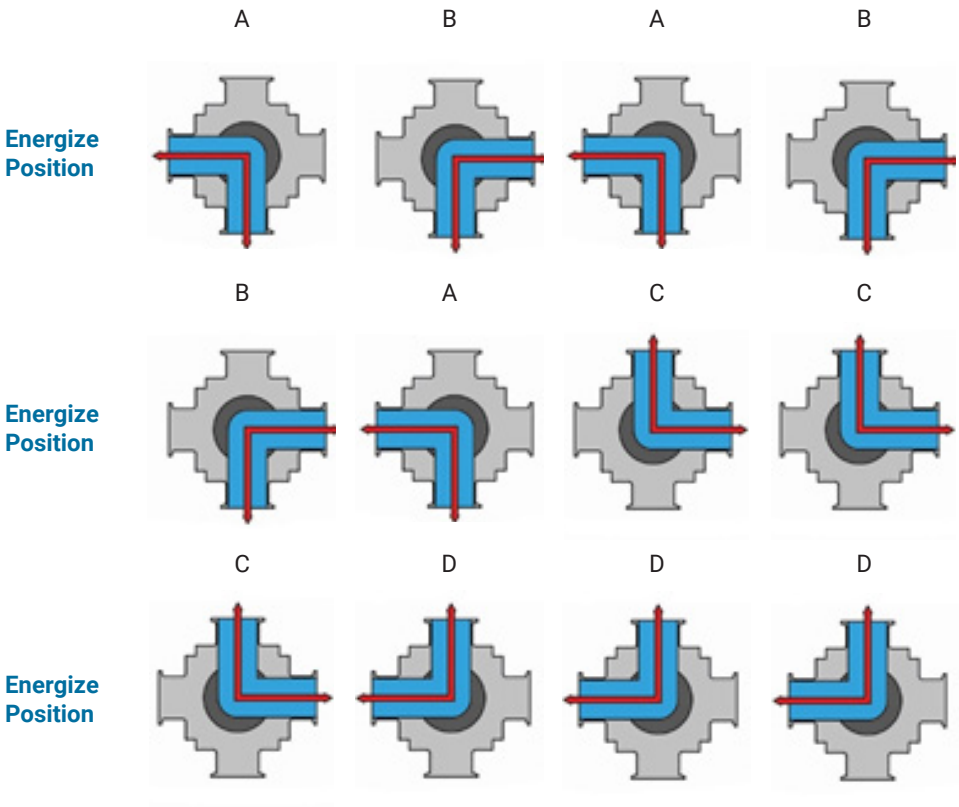 A B A B
Energize
Position
B A C C
Energize
Position
C D D D
Energize
Position